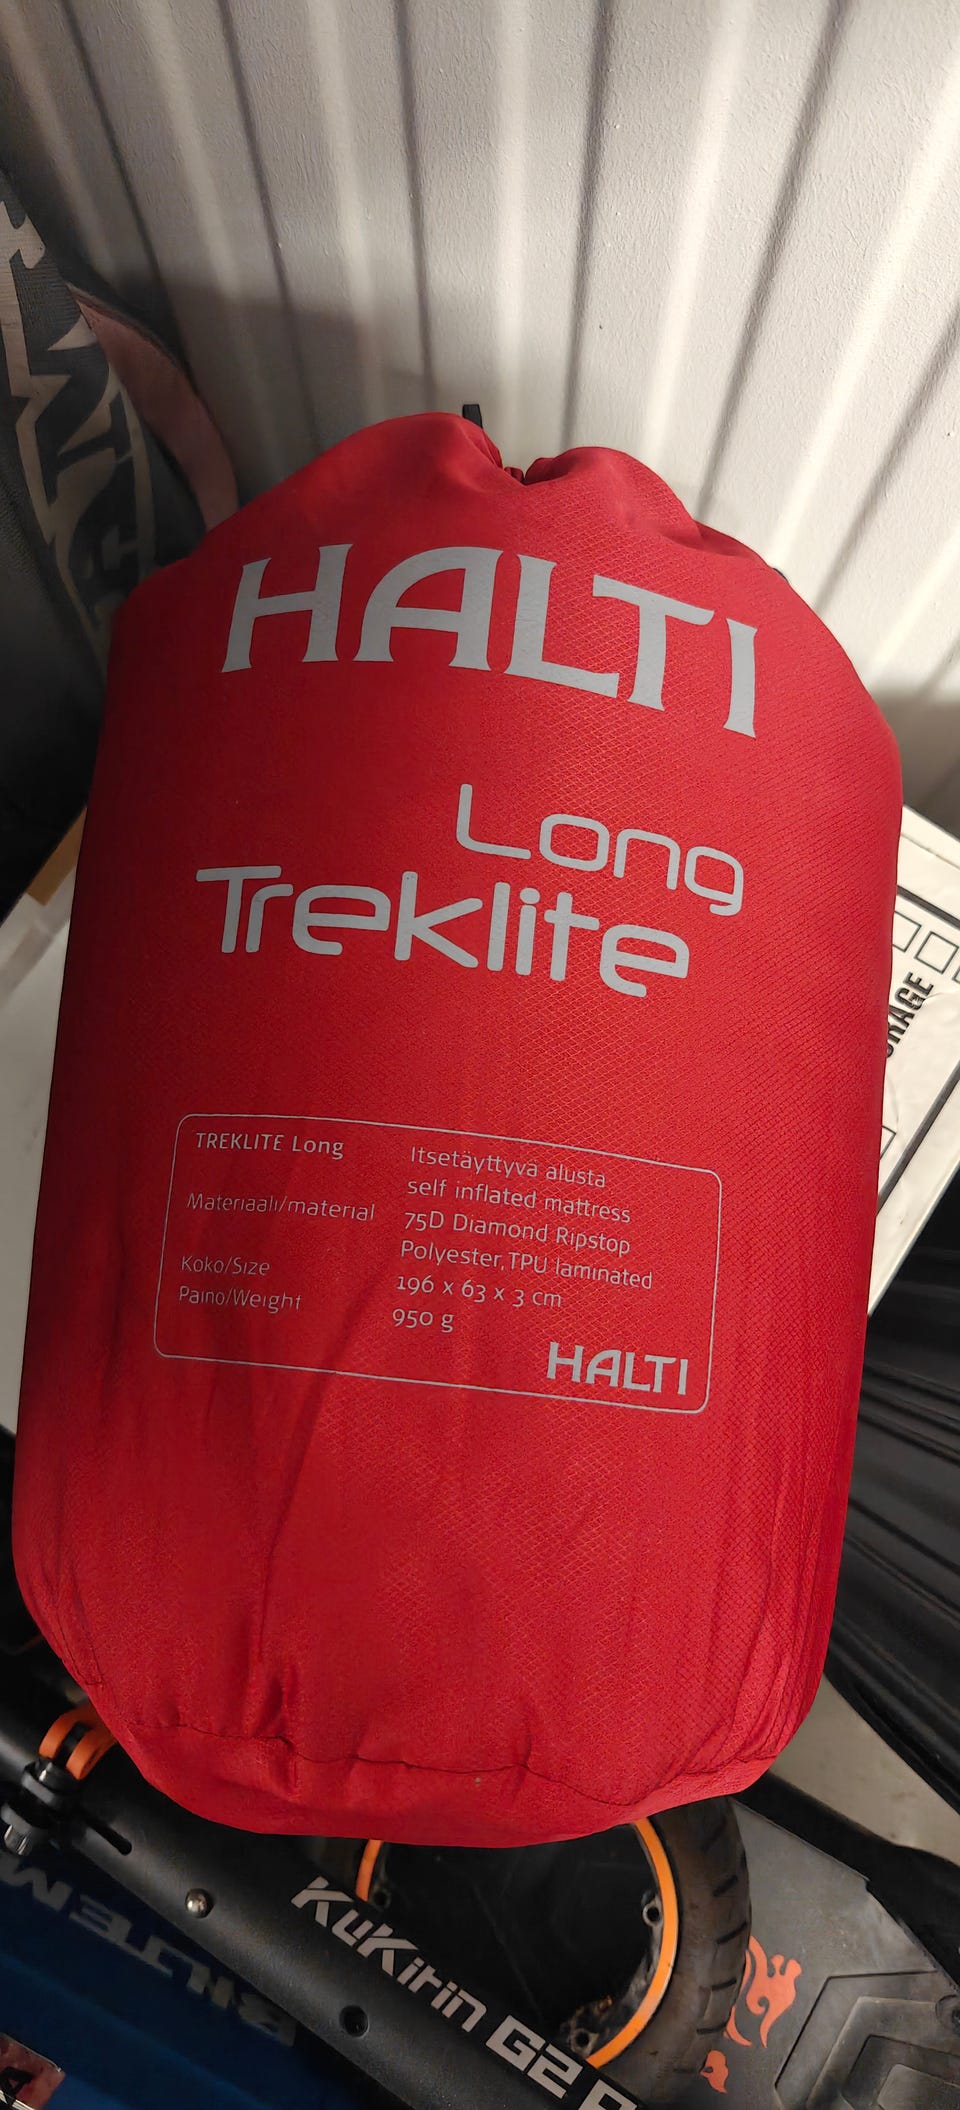 HALTI
Long
Treklite
TREKLITE Long
Itsetäyttyvä alusta
self inflated mattress
Materiaali/material
75D Diamond Ripstop
Polyester, TPU laminated
Koko/Size
196 x 63 x 3 cm
Paino/Weight
950 g
HALTI
KuKirin G2
BILTEMA